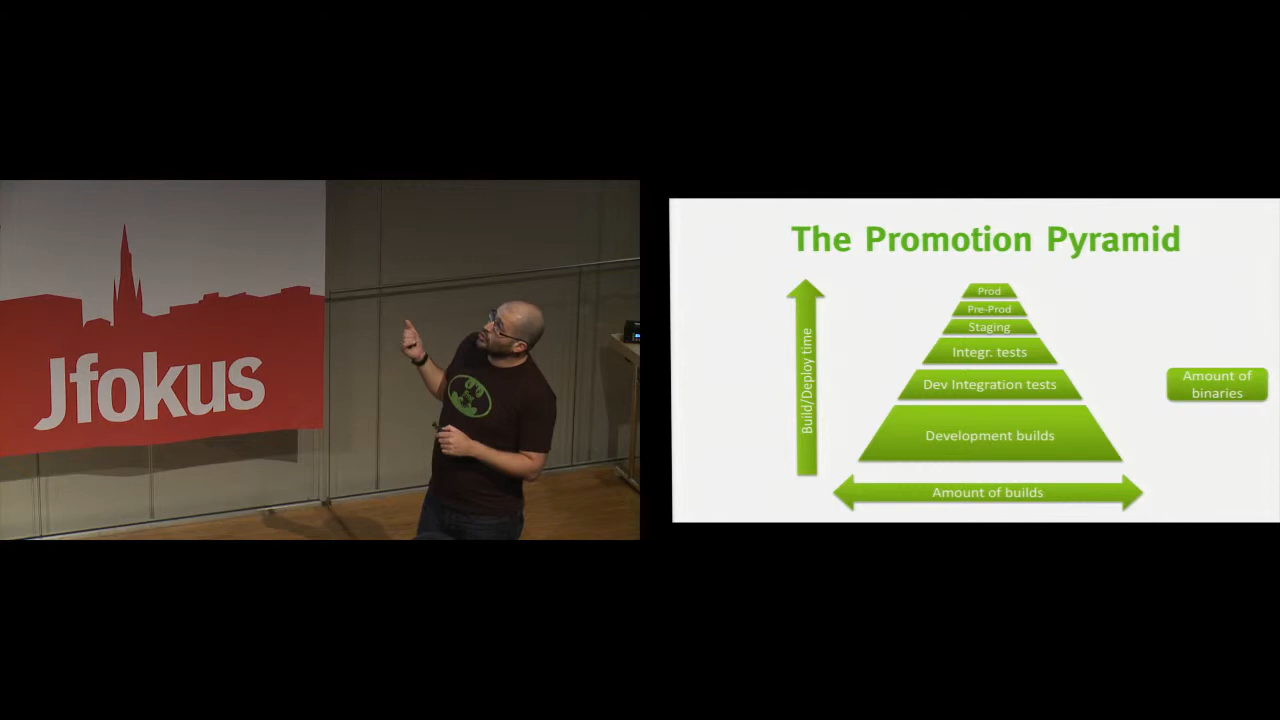 Jfokus
The Promotion Pyramid
Build/Deploy time
Prod
Pre-Prod
Staging
Integr. tests
Dev Integration tests
Development builds
Amount of builds
Amount of
binaries